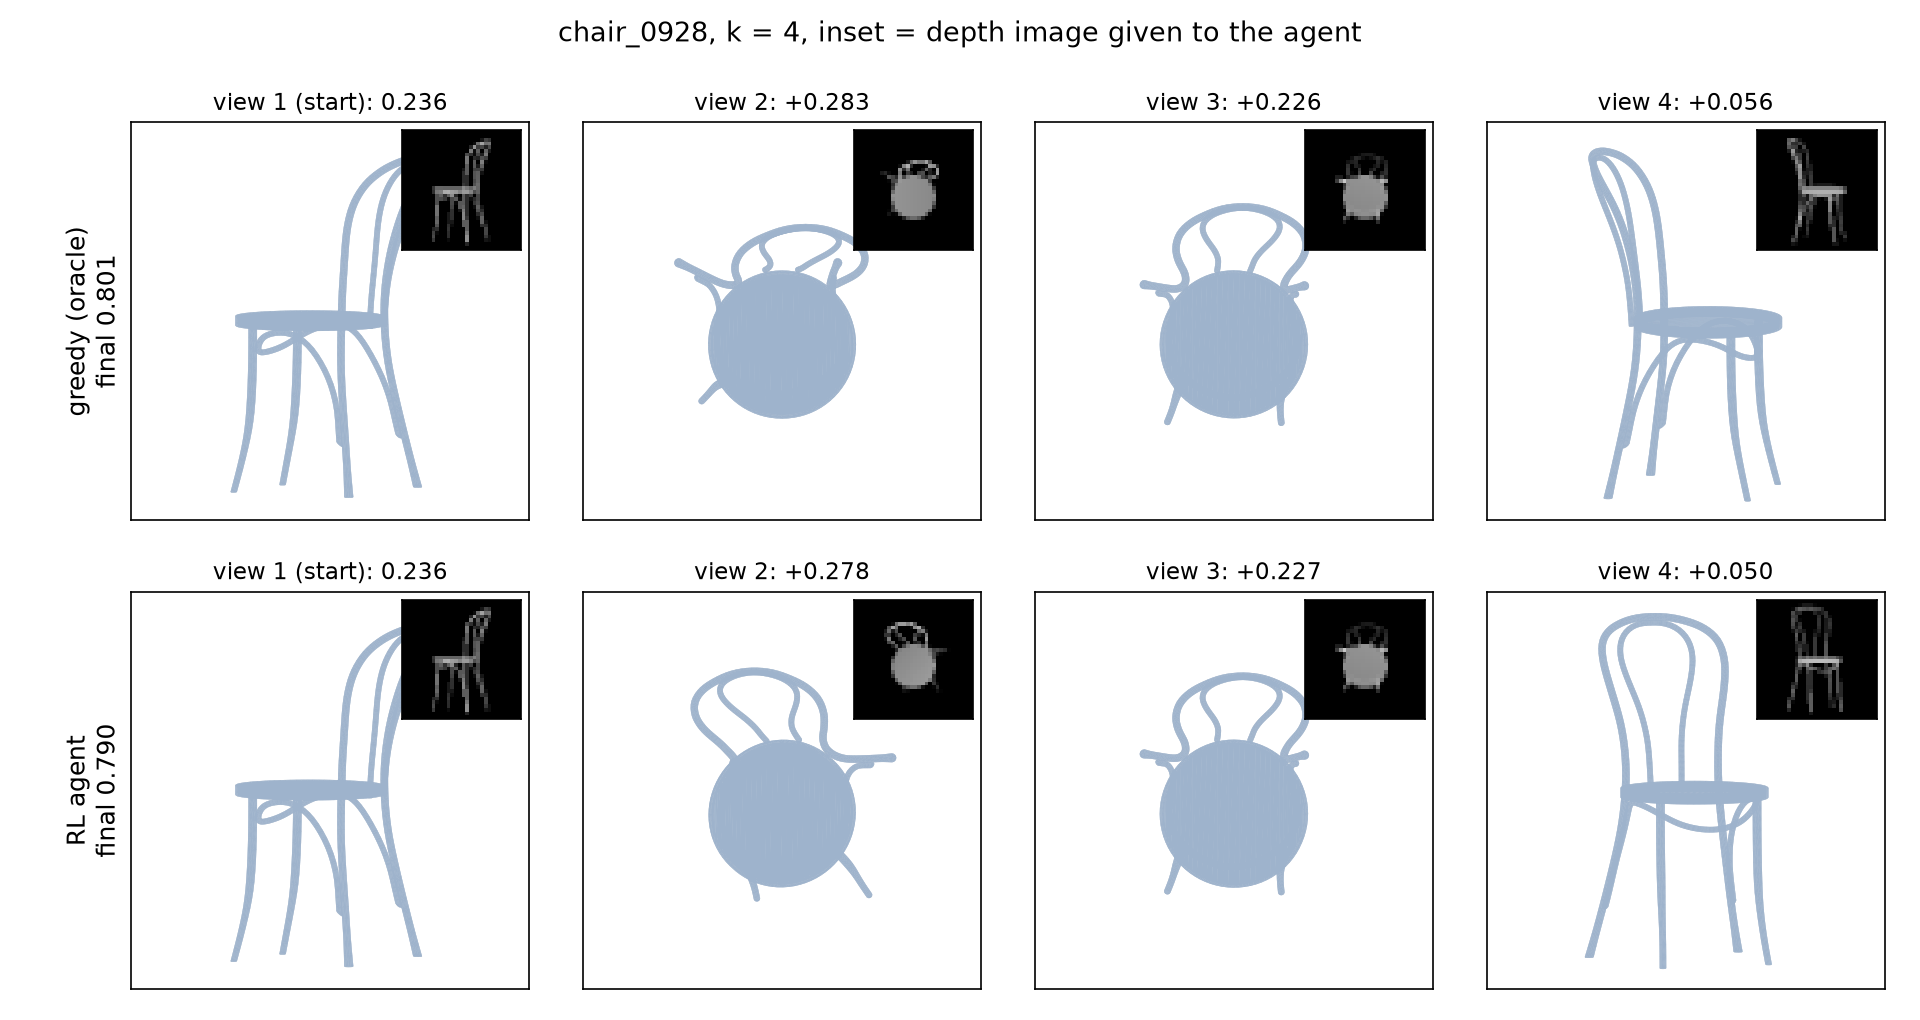 chair_0928, k = 4, inset = depth image given to the agent
greedy (oracle)
final 0.801
view 1 (start): 0.236
view 2: +0.283
view 3: +0.226
view 4: +0.056
RL agent
final 0.790
view 1 (start): 0.236
view 2: +0.278
view 3: +0.227
view 4: +0.050